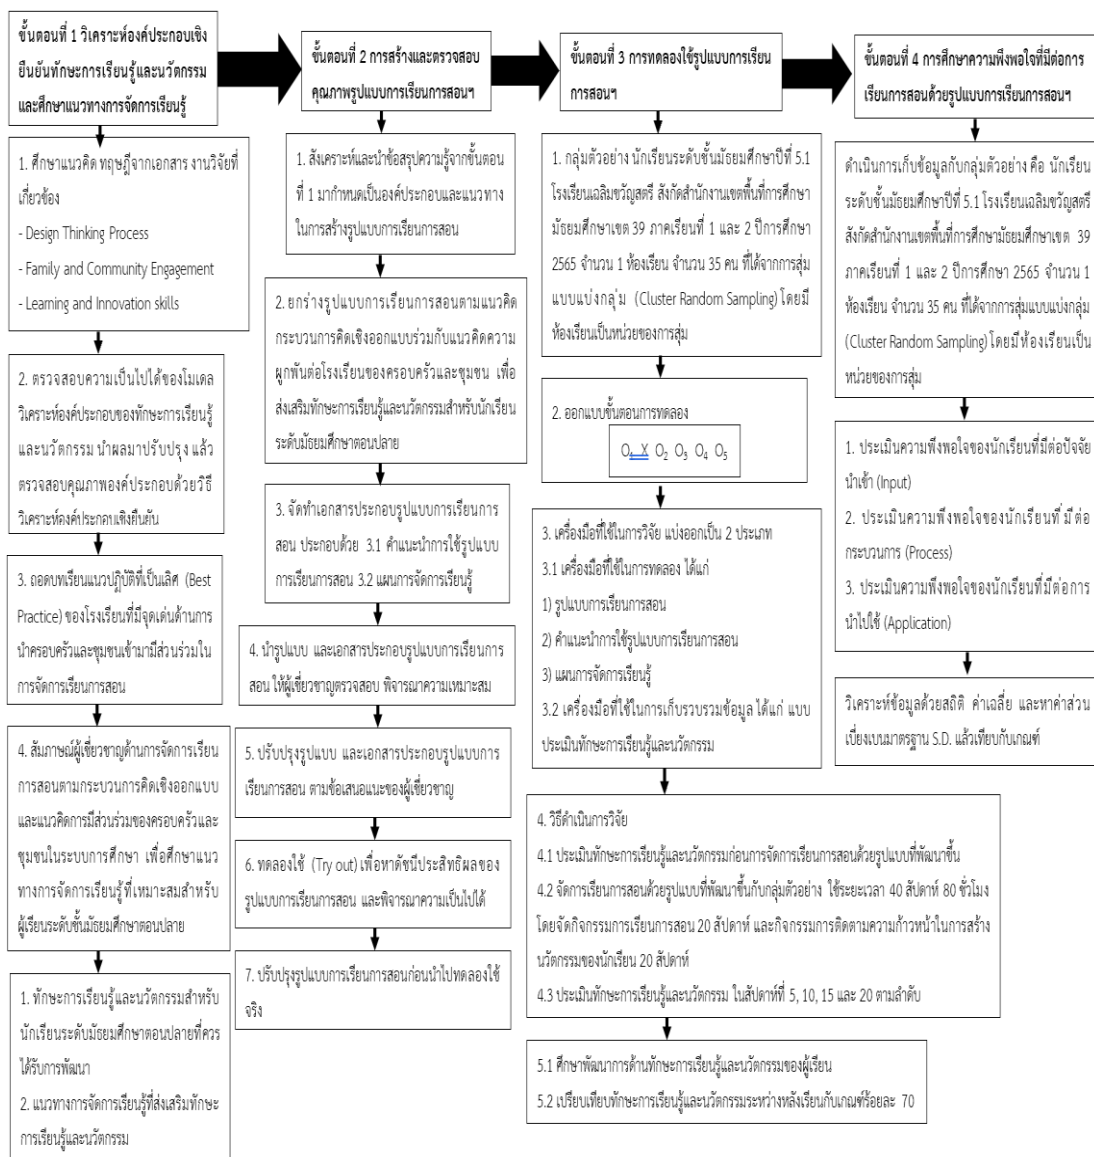 ขั้นตอนที่ 1 วิเคราะห์องค์ประกอบเชิง
ยืนยันทักษะการเรียนรู้และนวัตกรรม
และศึกษาแนวทางการจัดการเรียนรู้
1. ศึกษาแนวคิด ทฤษฎีจากเอกสาร งานวิจัยที่
เกี่ยวข้อง
- Design Thinking Process
- Family and Community Engagement
- Learning and Innovation skills
2. ตรวจสอบความเป็นไปได้ของโมเดล
วิเคราะห์องค์ประกอบของทักษะการเรียนรู้
และนวัตกรรม นำผลมาปรับปรุง แล้ว
ตรวจสอบคุณภาพองค์ประกอบด้วยวิธี
วิเคราะห์องค์ประกอบเชิงยืนยัน
3. ถอดบทเรียนแนวปฏิบัติที่เป็นเลิศ (Best
Practice) ของโรงเรียนที่มีจุดเด่นด้านการ
นำครอบครัวและชุมชนเข้ามามีส่วนร่วมใน
การจัดการเรียนการสอน
4. สัมภาษณ์ผู้เชี่ยวชาญด้านการจัดการเรียน
การสอนตามกระบวนการคิดเชิงออกแบบ
และแนวคิดการมีส่วนร่วมของครอบครัวและ
ชุมชนในระบบการศึกษา เพื่อศึกษาแนว
ทางการจัดการเรียนรู้ที่เหมาะสมสำหรับ
ผู้เรียนระดับชั้นมัธยมศึกษาตอนปลาย
1. ทักษะการเรียนรู้และนวัตกรรมสำหรับ
นักเรียนระดับมัธยมศึกษาตอนปลายที่ควร
ได้รับการพัฒนา
2. แนวทางการจัดการเรียนรู้ที่ส่งเสริมทักษะ
การเรียนรู้และนวัตกรรม
ขั้นตอนที่ 2 การสร้างและตรวจสอบ
คุณภาพรูปแบบการเรียนการสอนฯ
1. สังเคราะห์และนำข้อสรุปความรู้จากขั้นตอน
ที่ 1 มากำหนดเป็นองค์ประกอบและแนวทาง
ในการสร้างรูปแบบการเรียนการสอน
2. ยกร่างรูปแบบการเรียนการสอนตามแนวคิด
กระบวนการคิดเชิงออกแบบร่วมกับแนวคิดความ
ผูกพันต่อโรงเรียนของครอบครัวและชุมชน เพื่อ
ส่งเสริมทักษะการเรียนรู้และนวัตกรรมสำหรับนักเรียน
ระดับมัธยมศึกษาตอนปลาย
3. จัดทำเอกสารประกอบรูปแบบการเรียนการ
สอน ประกอบด้วย 3.1 คำแนะนำการใช้รูปแบบ
การเรียนการสอน 3.2 แผนการจัดการเรียนรู้
4. นำรูปแบบ และเอกสารประกอบรูปแบบการเรียนการ
สอน ให้ผู้เชี่ยวชาญตรวจสอบ พิจารณาความเหมาะสม
5. ปรับปรุงรูปแบบ และเอกสารประกอบรูปแบบการ
เรียนการสอน ตามข้อเสนอแนะของผู้เชี่ยวชาญ
6. ทดลองใช้ (Try out) เพื่อหาดัชนีประสิทธิผลของ
รูปแบบการเรียนการสอน และพิจารณาความเป็นไปได้
7. ปรับปรุงรูปแบบการเรียนการสอนก่อนนำไปทดลองใช้
จริง
ขั้นตอนที่ 3 การทดลองใช้รูปแบบการเรียน
การสอนฯ
1. กลุ่มตัวอย่าง นักเรียนระดับชั้นมัธยมศึกษาปีที่ 5.1
โรงเรียนเฉลิมขวัญสตรี สังกัดสำนักงานเขตพื้นที่การศึกษา
มัธยมศึกษาเขต 39 ภาคเรียนที่ 1 และ 2 ปีการศึกษา
2565 จำนวน 1 ห้องเรียน จำนวน 35 คน ที่ได้จากการสุ่ม
แบบแบ่งกลุ่ม (Cluster Random Sampling) โดยมี
ห้องเรียนเป็นหน่วยของการสุ่ม
2. ออกแบบขั้นตอนการทดลอง
O₁ X O₂ O₃ O₄ O₅
3. เครื่องมือที่ใช้ในการวิจัย แบ่งออกเป็น 2 ประเภท
3.1 เครื่องมือที่ใช้ในการทดลอง ได้แก่
1) รูปแบบการเรียนการสอน
2) คำแนะนำการใช้รูปแบบการเรียนการสอน
3) แผนการจัดการเรียนรู้
3.2 เครื่องมือที่ใช้ในการเก็บรวบรวมข้อมูล ได้แก่ แบบ
ประเมินทักษะการเรียนรู้และนวัตกรรม
4. วิธีดำเนินการวิจัย
4.1 ประเมินทักษะการเรียนรู้และนวัตกรรมก่อนการจัดการเรียนการสอนด้วยรูปแบบที่พัฒนาขึ้น
4.2 จัดการเรียนการสอนด้วยรูปแบบที่พัฒนาขึ้นกับกลุ่มตัวอย่าง ใช้ระยะเวลา 40 สัปดาห์ 80 ชั่วโมง
โดยจัดกิจกรรมการเรียนการสอน 20 สัปดาห์ และกิจกรรมการติดตามความก้าวหน้าในการสร้าง
นวัตกรรมของนักเรียน 20 สัปดาห์
4.3 ประเมินทักษะการเรียนรู้และนวัตกรรม ในสัปดาห์ที่ 5, 10, 15 และ 20 ตามลำดับ
5.1 ศึกษาพัฒนาการด้านทักษะการเรียนรู้และนวัตกรรมของผู้เรียน
5.2 เปรียบเทียบทักษะการเรียนรู้และนวัตกรรมระหว่างหลังเรียนกับเกณฑ์ร้อยละ 70
ขั้นตอนที่ 4 การศึกษาความพึงพอใจที่มีต่อการ
เรียนการสอนด้วยรูปแบบการเรียนการสอนฯ
ดำเนินการเก็บข้อมูลกับกลุ่มตัวอย่าง คือ นักเรียน
ระดับชั้นมัธยมศึกษาปีที่ 5.1 โรงเรียนเฉลิมขวัญสตรี
สังกัดสำนักงานเขตพื้นที่การศึกษามัธยมศึกษาเขต 39
ภาคเรียนที่ 1 และ 2 ปีการศึกษา 2565 จำนวน 1
ห้องเรียน จำนวน 35 คน ที่ได้จากการสุ่มแบบแบ่งกลุ่ม
(Cluster Random Sampling) โดยมีห้องเรียนเป็น
หน่วยของการสุ่ม
1. ประเมินความพึงพอใจของนักเรียนที่มีต่อปัจจัย
นำเข้า (Input)
2. ประเมินความพึงพอใจของนักเรียนที่มีต่อ
กระบวนการ (Process)
3. ประเมินความพึงพอใจของนักเรียนที่มีต่อการ
นำไปใช้ (Application)
วิเคราะห์ข้อมูลด้วยสถิติ ค่าเฉลี่ย และหาค่าส่วน
เบี่ยงเบนมาตรฐาน S.D. แล้วเทียบกับเกณฑ์